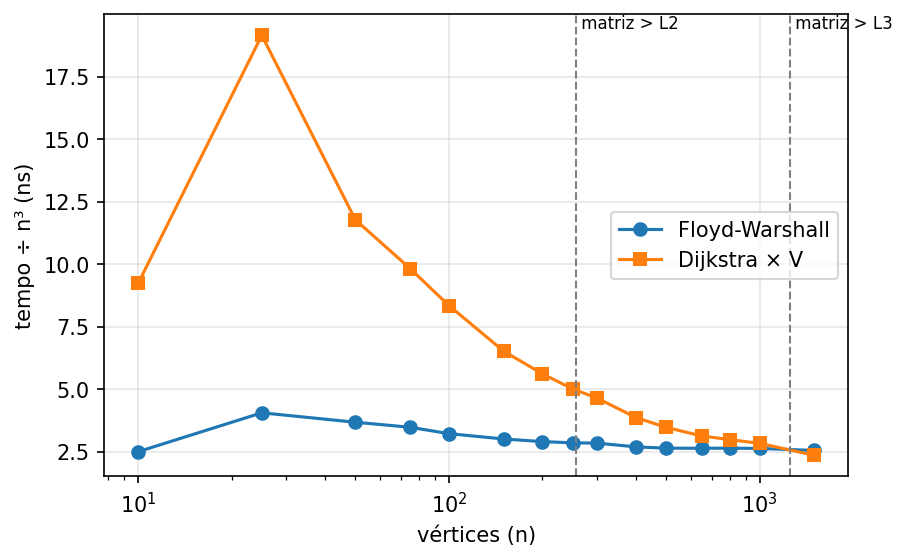 matriz > L2
matriz > L3
17.5
15.0
12.5
10.0
7.5
5.0
2.5
tempo ÷ n³ (ns)
Floyd-Warshall
Dijkstra × V
10¹
10²
10³
vértices (n)